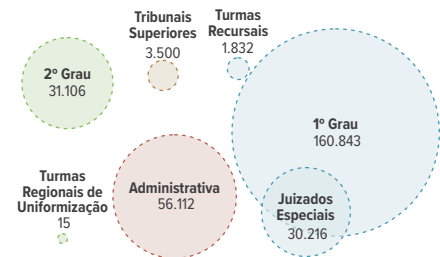 Tribunais
Superiores
3.500
Turmas
Recursais
1.832
2º Grau
31.106
1º Grau
160.843
Turmas
Regionais de
Uniformização
15
Administrativa
56.112
Juizados
Especiais
30.216